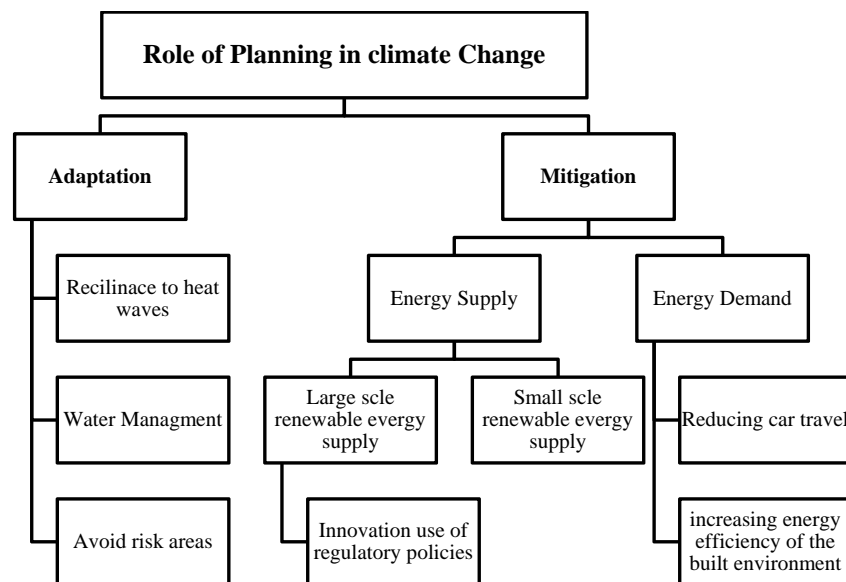 Role of Planning in climate Change
Adaptation
Mitigation
Recilinace to heat
waves
Energy Supply
Energy Demand
Water Managment
Large scle
renewable evergy
supply
Small scle
renewable evergy
supply
Reducing car travel
Avoid risk areas
Innovation use of
regulatory policies
increasing energy
efficiency of the
built environment